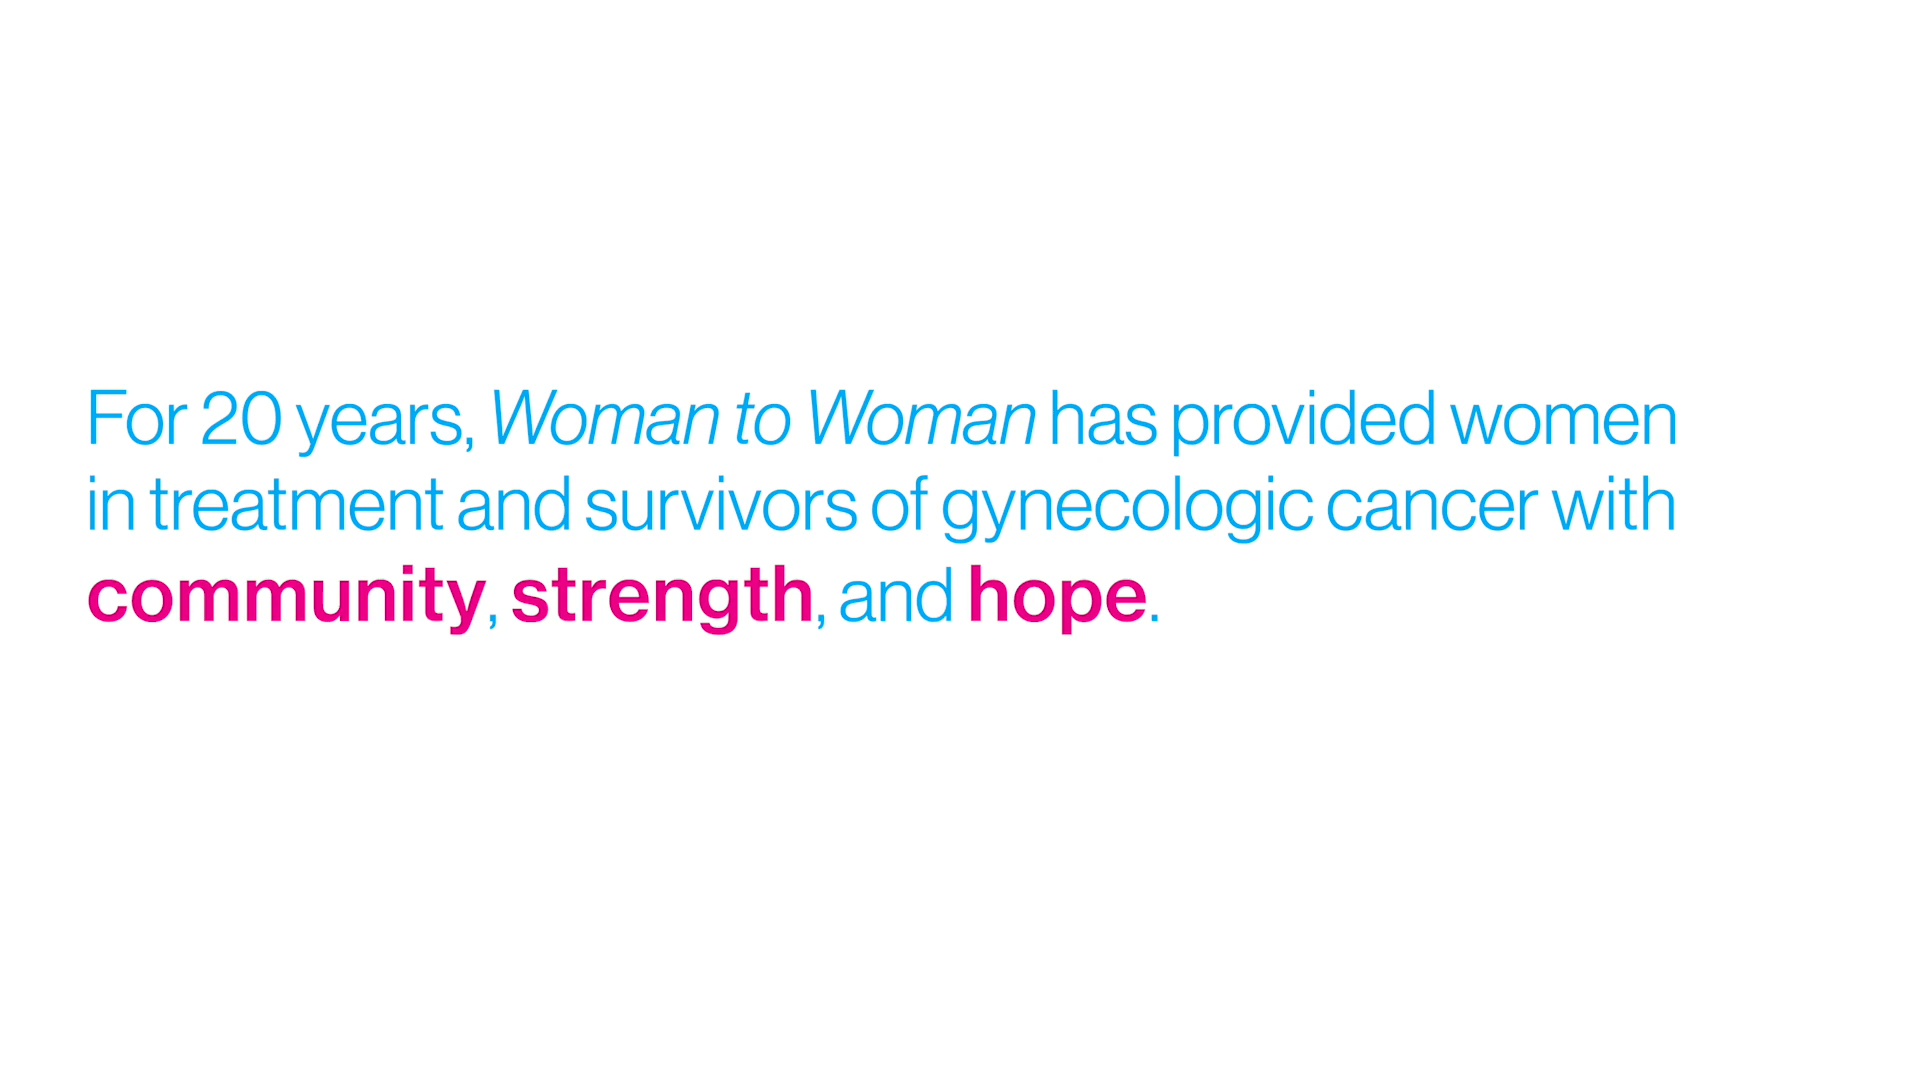 For 20 years, Woman to Woman has provided women
in treatment and survivors of gynecologic cancer with
community, strength, and hope.